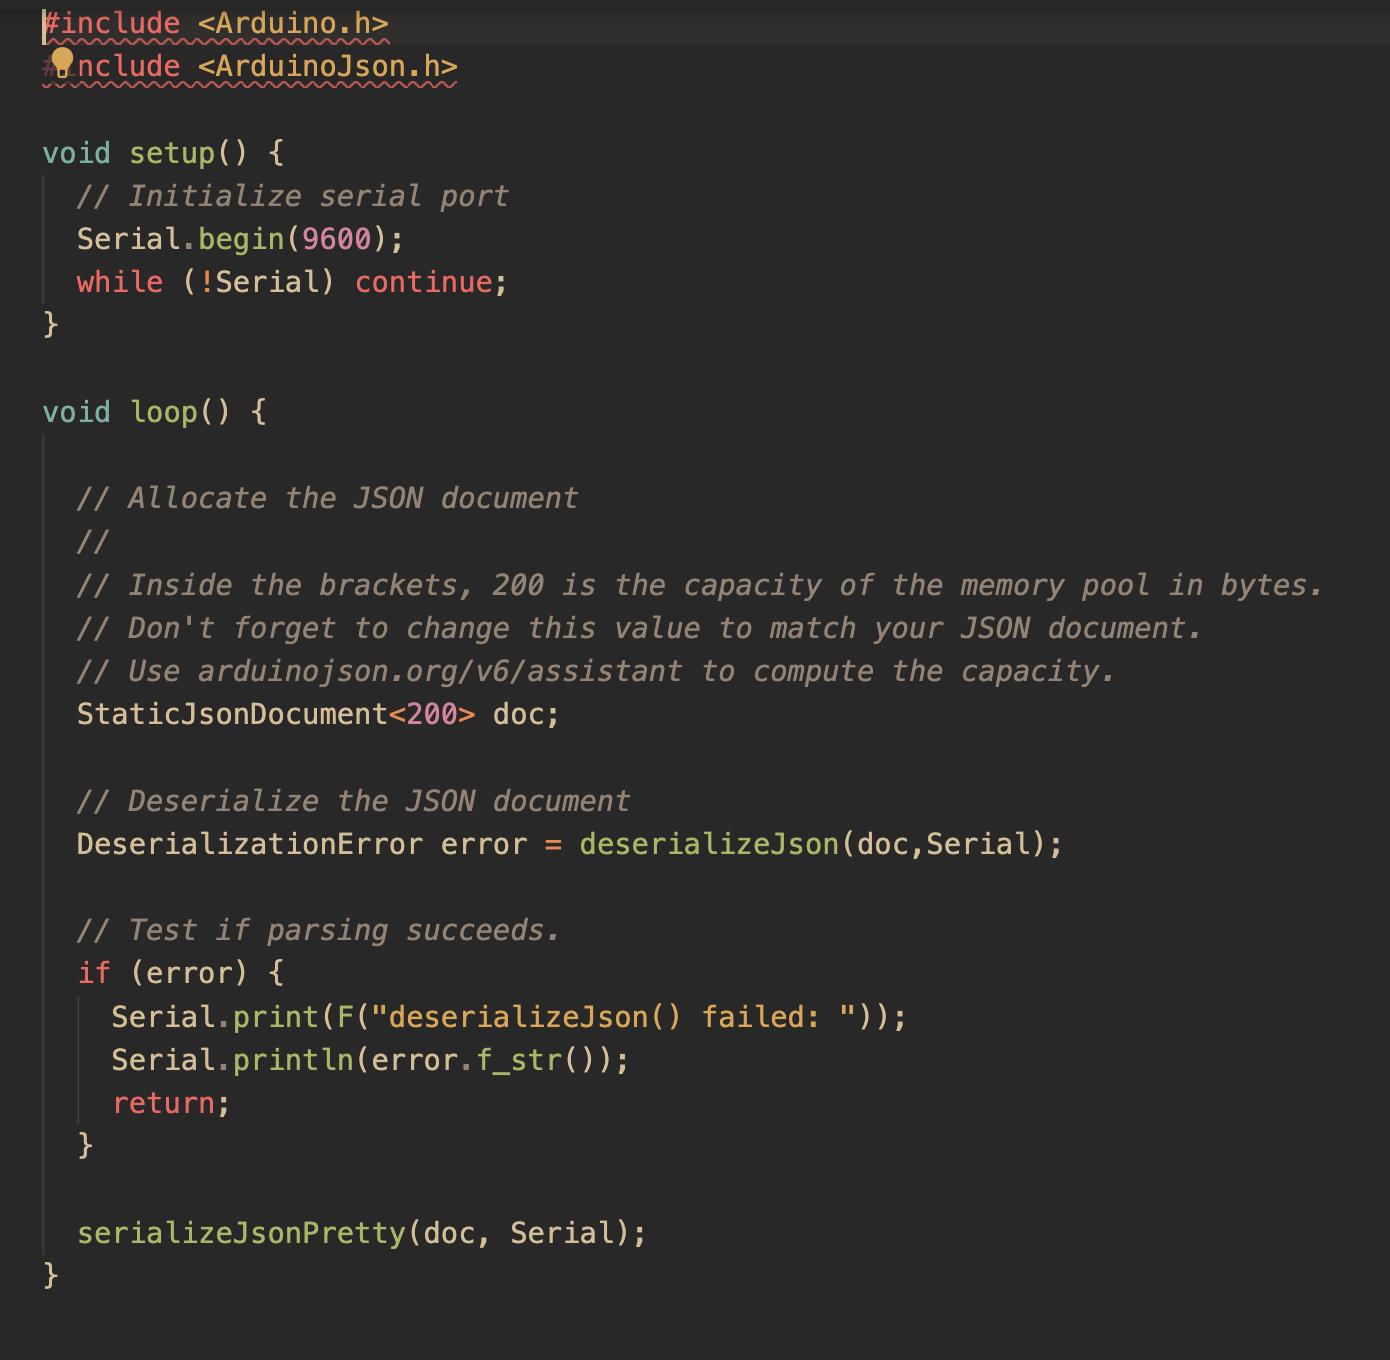 #include <Arduino.h>
#include <ArduinoJson.h>
void setup() {
// Initialize serial port
Serial.begin(9600);
while (!Serial) continue;
}
void loop() {
// Allocate the JSON document
//
// Inside the brackets, 200 is the capacity of the memory pool in bytes.
// Don't forget to change this value to match your JSON document.
// Use arduinojson.org/v6/assistant to compute the capacity.
StaticJsonDocument<200> doc;
// Deserialize the JSON document
DeserializationError error = deserializeJson(doc,Serial);
// Test if parsing succeeds.
if (error) {
Serial.print(F("deserializeJson() failed: "));
Serial.println(error.f_str());
return;
}
serializeJsonPretty(doc, Serial);
}